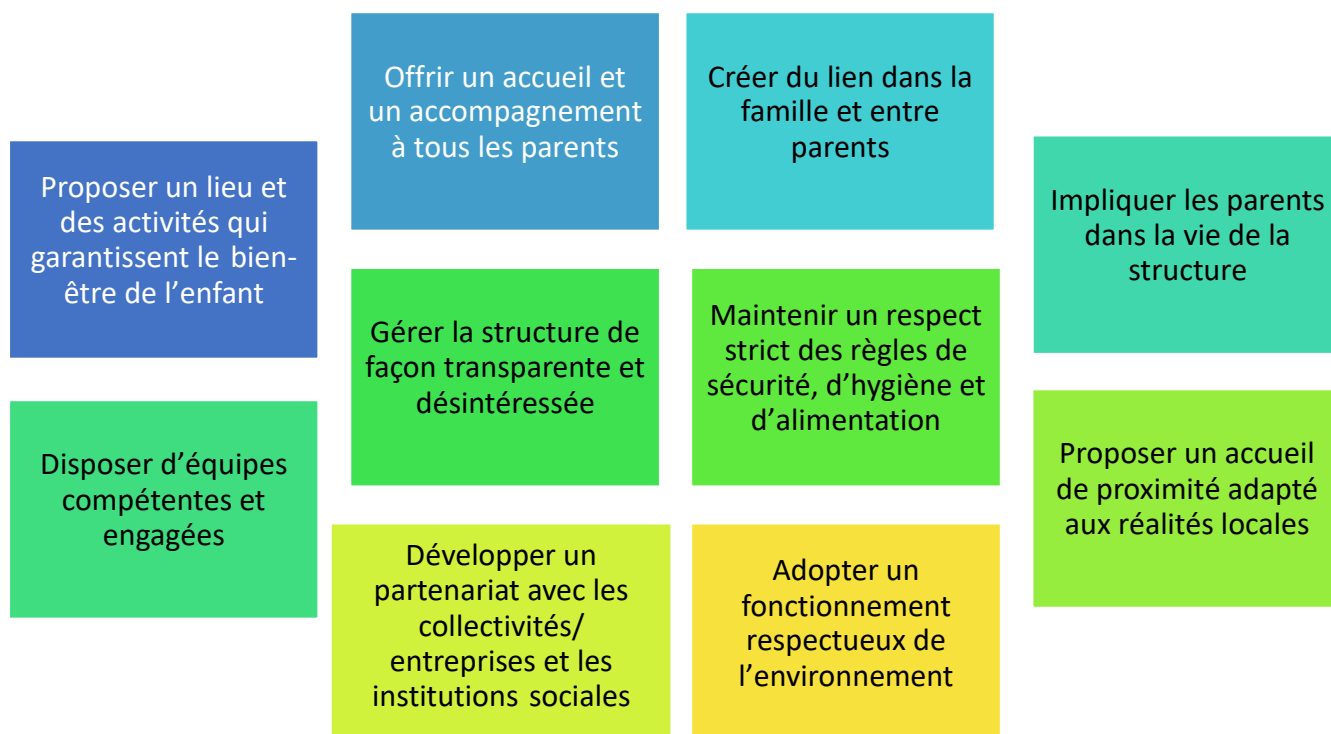 Offrir un accueil et
un accompagnement
à tous les parents
Créer du lien dans la
famille et entre
parents
Proposer un lieu et
des activités qui
garantissent le bien-
être de l’enfant
Impliquer les parents
dans la vie de la
structure
Gérer la structure de
façon transparente et
désintéressée
Maintenir un respect
strict des règles de
sécurité, d’hygiène et
d’alimentation
Disposer d’équipes
compétentes et
engagées
Proposer un accueil
de proximité adapté
aux réalités locales
Développer un
partenariat avec les
collectivités/
entreprises et les
institutions sociales
Adopter un
fonctionnement
respectueux de
l’environnement